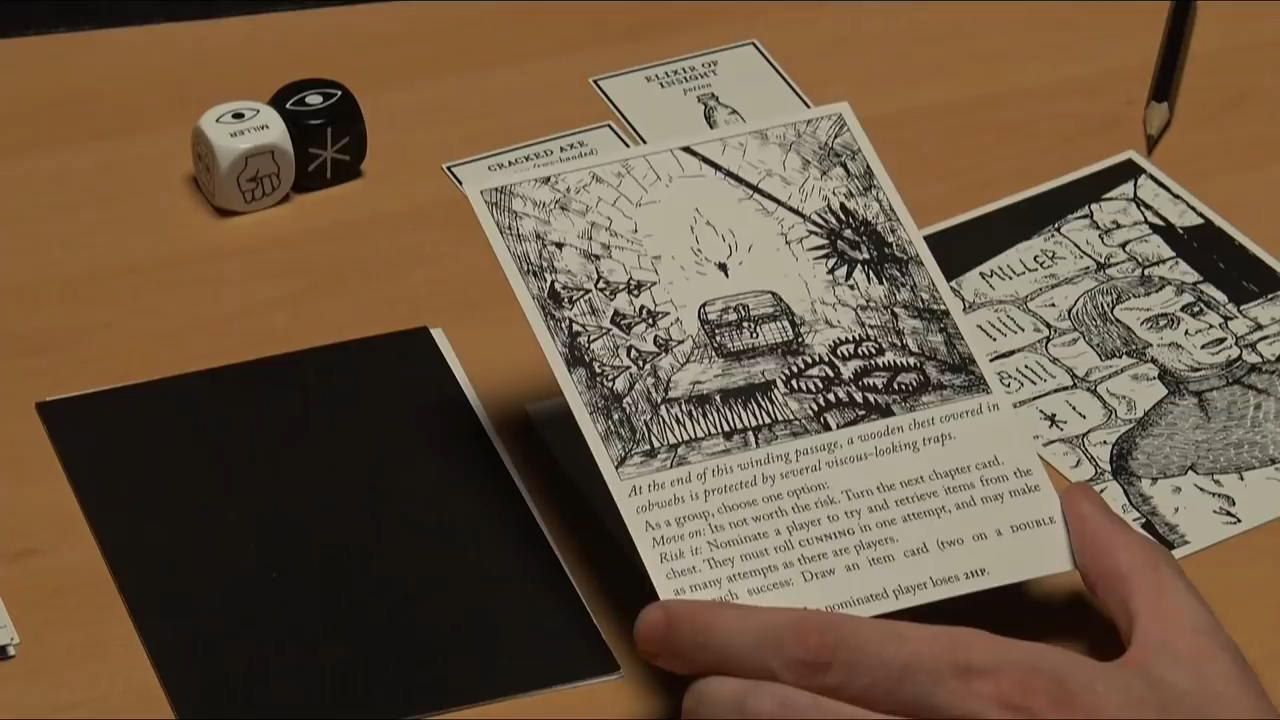 ELIXIR OF
INSIGHT
potion
CRACKED AXE
(two-handed)
MILLER
MILLER
At the end of this winding passage, a wooden chest covered in
cobwebs is protected by several viscous-looking traps.
As a group, choose one option:
Move on: Its not worth the risk. Turn the next chapter card.
Risk it: Nominate a player to try and retrieve items from the
chest. They must roll CUNNING in one attempt, and may make
as many attempts as there are players.
success: Draw an item card (two on a DOUBLE
nominated player loses 2HP.